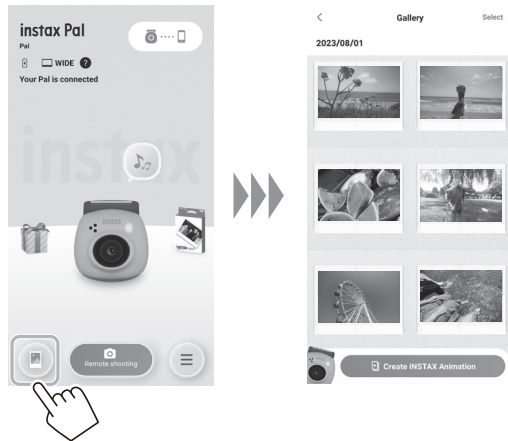 instax Pal
Pal
WIDE ?
Your Pal is connected
instax
instax
Remote shooting
Gallery
Select
2023/08/01
Create INSTAX Animation